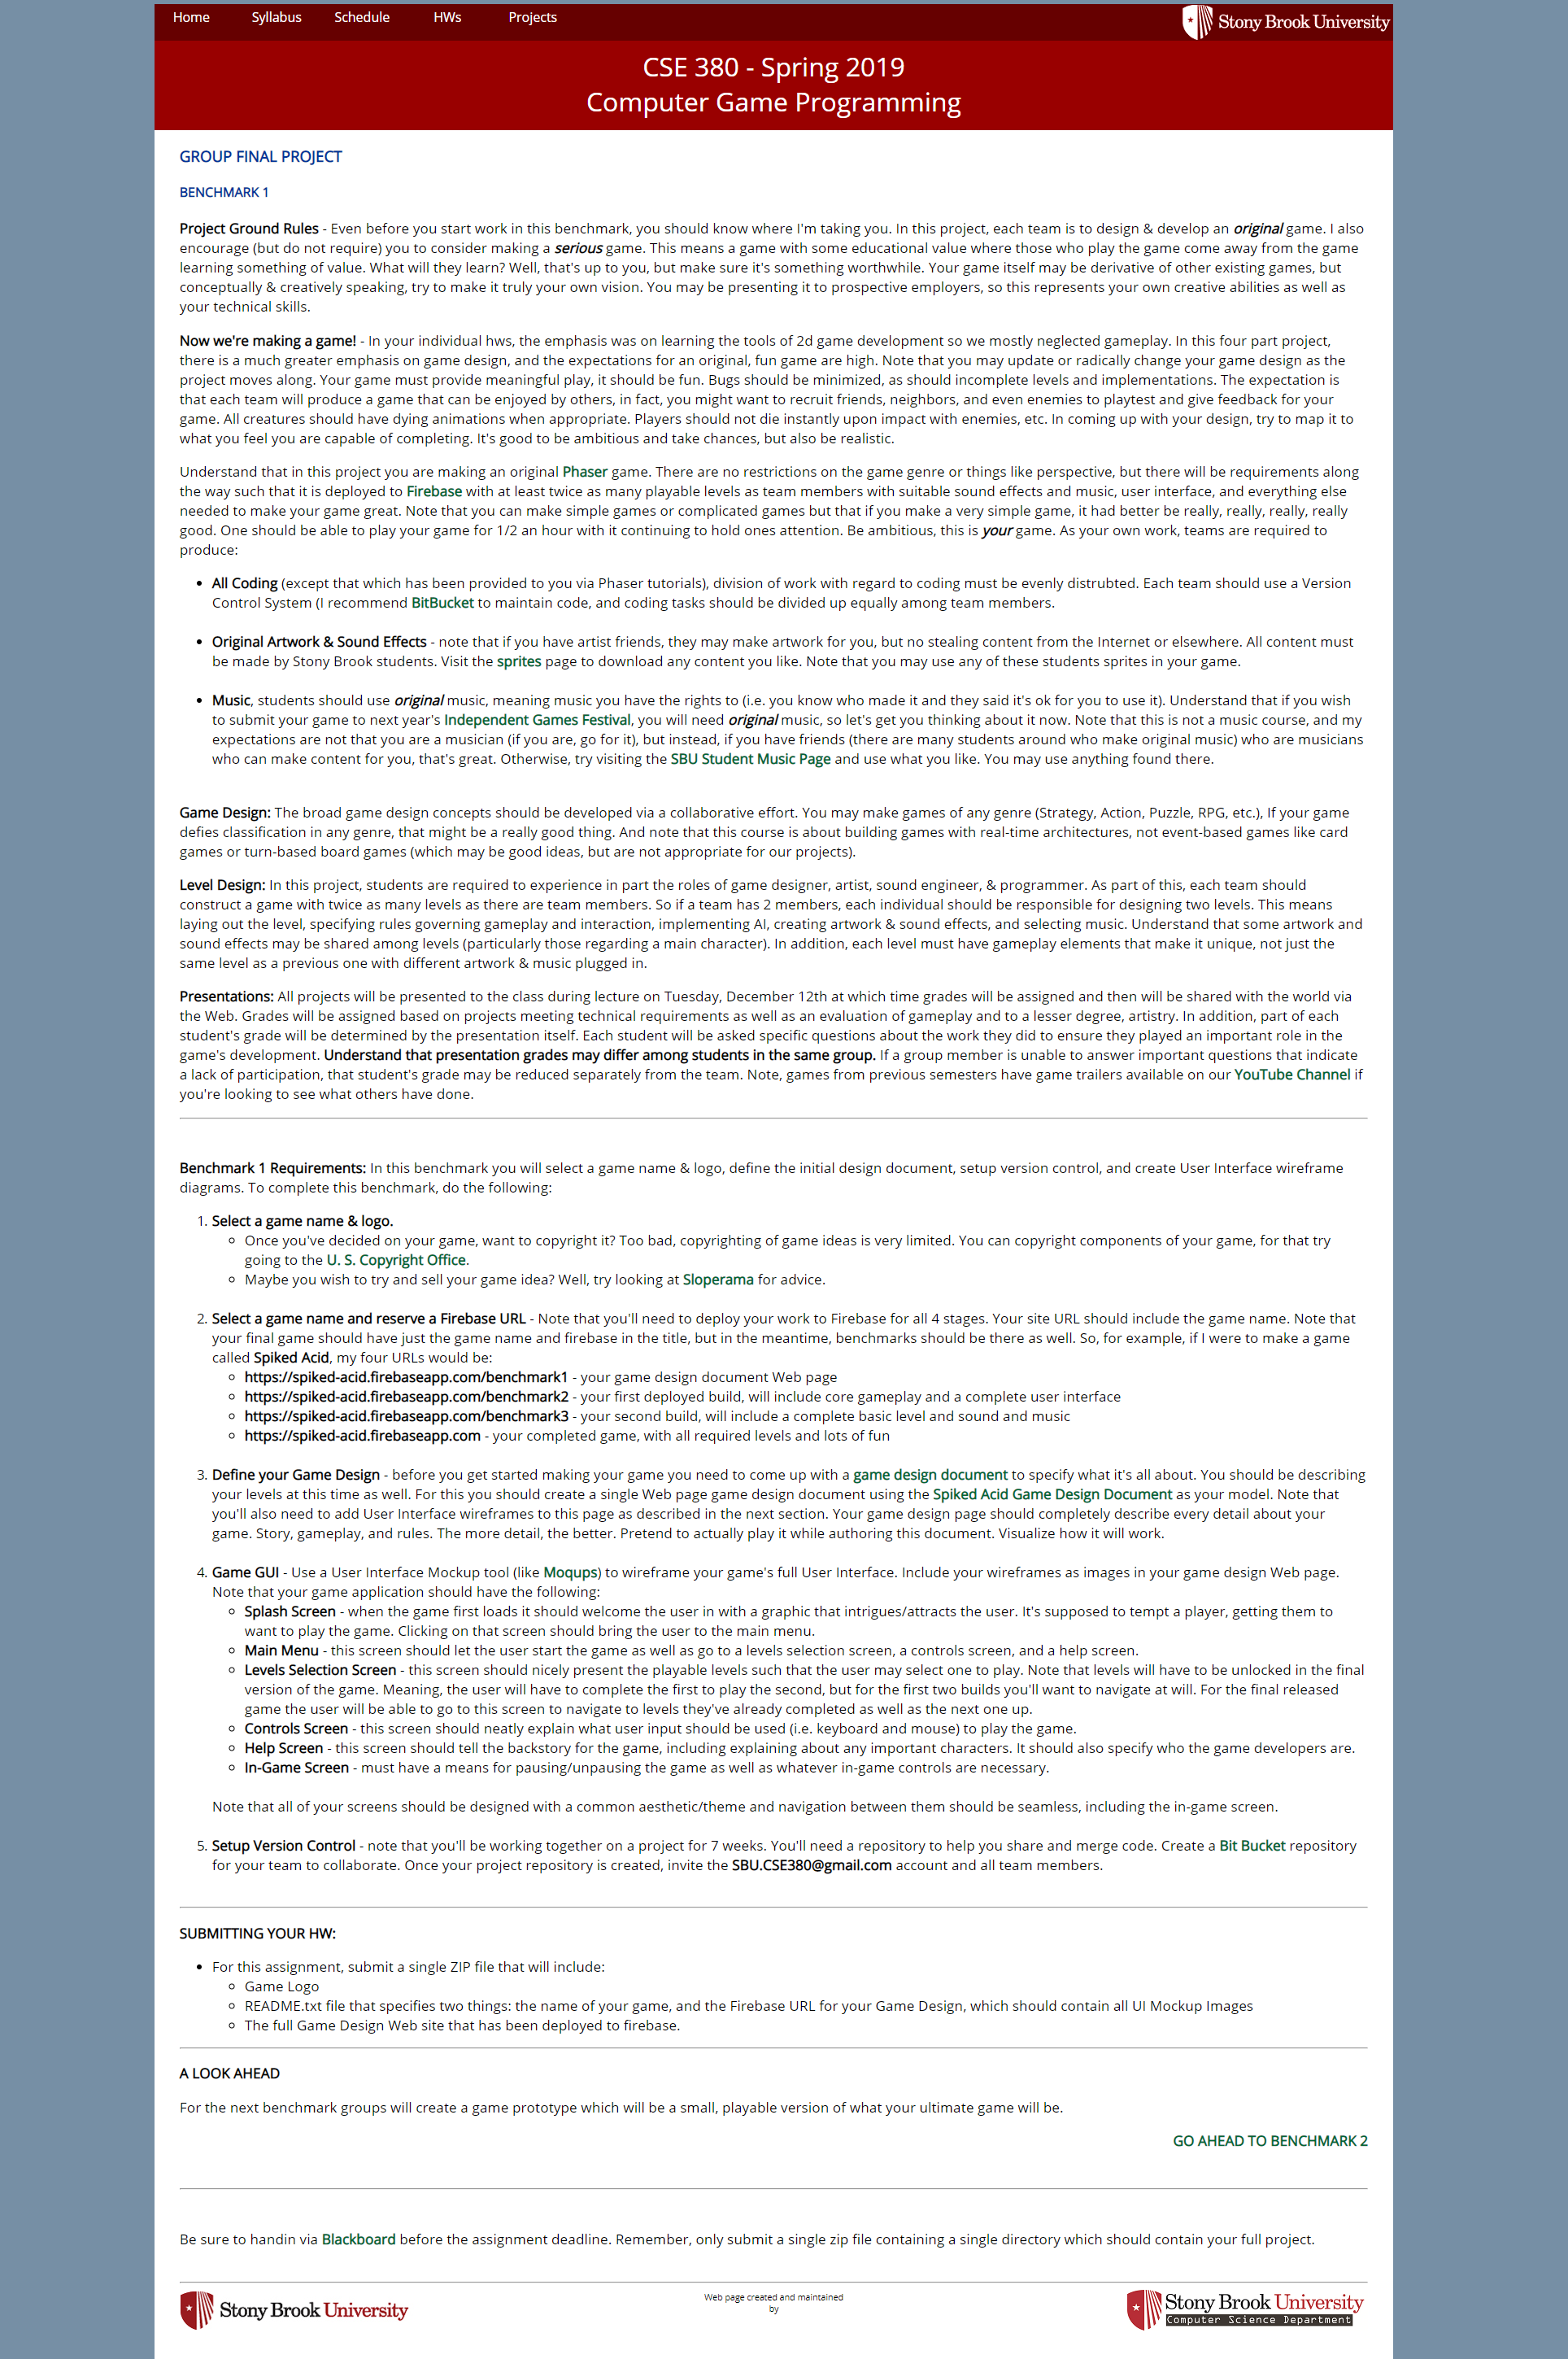 Home Syllabus Schedule HWs Projects Stony Brook University
CSE 380 - Spring 2019
Computer Game Programming
GROUP FINAL PROJECT
BENCHMARK 1
Project Ground Rules - Even before you start work in this benchmark, you should know where I'm taking you. In this project, each team is to design & develop an original game. I also
encourage (but do not require) you to consider making a serious game. This means a game with some educational value where those who play the game come away from the game
learning something of value. What will they learn? Well, that's up to you, but make sure it's something worthwhile. Your game itself may be derivative of other existing games, but
conceptually & creatively speaking, try to make it truly your own vision. You may be presenting it to prospective employers, so this represents your own creative abilities as well as
your technical skills.
Now we're making a game! - In your individual hws, the emphasis was on learning the tools of 2d game development so we mostly neglected gameplay. In this four part project,
there is a much greater emphasis on game design, and the expectations for an original, fun game are high. Note that you may update or radically change your game design as the
project moves along. Your game must provide meaningful play, it should be fun. Bugs should be minimized, as should incomplete levels and implementations. The expectation is
that each team will produce a game that can be enjoyed by others, in fact, you might want to recruit friends, neighbors, and even enemies to playtest and give feedback for your
game. All creatures should have dying animations when appropriate. Players should not die instantly upon impact with enemies, etc. In coming up with your design, try to map it to
what you feel you are capable of completing. It's good to be ambitious and take chances, but also be realistic.
Understand that in this project you are making an original Phaser game. There are no restrictions on the game genre or things like perspective, but there will be requirements along
the way such that it is deployed to Firebase with at least twice as many playable levels as team members with suitable sound effects and music, user interface, and everything else
needed to make your game great. Note that you can make simple games or complicated games but that if you make a very simple game, it had better be really, really, really, really
good. One should be able to play your game for 1/2 an hour with it continuing to hold ones attention. Be ambitious, this is your game. As your own work, teams are required to
produce:
• All Coding (except that which has been provided to you via Phaser tutorials), division of work with regard to coding must be evenly distrubted. Each team should use a Version
Control System (I recommend BitBucket to maintain code, and coding tasks should be divided up equally among team members.
• Original Artwork & Sound Effects - note that if you have artist friends, they may make artwork for you, but no stealing content from the Internet or elsewhere. All content must
be made by Stony Brook students. Visit the sprites page to download any content you like. Note that you may use any of these students sprites in your game.
• Music, students should use original music, meaning music you have the rights to (i.e. you know who made it and they said it's ok for you to use it). Understand that if you wish
to submit your game to next year's Independent Games Festival, you will need original music, so let's get you thinking about it now. Note that this is not a music course, and my
expectations are not that you are a musician (if you are, go for it), but instead, if you have friends (there are many students around who make original music) who are musicians
who can make content for you, that's great. Otherwise, try visiting the SBU Student Music Page and use what you like. You may use anything found there.
Game Design: The broad game design concepts should be developed via a collaborative effort. You may make games of any genre (Strategy, Action, Puzzle, RPG, etc.), If your game
defies classification in any genre, that might be a really good thing. And note that this course is about building games with real-time architectures, not event-based games like card
games or turn-based board games (which may be good ideas, but are not appropriate for our projects).
Level Design: In this project, students are required to experience in part the roles of game designer, artist, sound engineer, & programmer. As part of this, each team should
construct a game with twice as many levels as there are team members. So if a team has 2 members, each individual should be responsible for designing two levels. This means
laying out the level, specifying rules governing gameplay and interaction, implementing AI, creating artwork & sound effects, and selecting music. Understand that some artwork and
sound effects may be shared among levels (particularly those regarding a main character). In addition, each level must have gameplay elements that make it unique, not just the
same level as a previous one with different artwork & music plugged in.
Presentations: All projects will be presented to the class during lecture on Tuesday, December 12th at which time grades will be assigned and then will be shared with the world via
the Web. Grades will be assigned based on projects meeting technical requirements as well as an evaluation of gameplay and to a lesser degree, artistry. In addition, part of each
student's grade will be determined by the presentation itself. Each student will be asked specific questions about the work they did to ensure they played an important role in the
game's development. Understand that presentation grades may differ among students in the same group. If a group member is unable to answer important questions that indicate
a lack of participation, that student's grade may be reduced separately from the team. Note, games from previous semesters have game trailers available on our YouTube Channel if
you're looking to see what others have done.
Benchmark 1 Requirements: In this benchmark you will select a game name & logo, define the initial design document, setup version control, and create User Interface wireframe
diagrams. To complete this benchmark, do the following:
1. Select a game name & logo.
◦ Once you've decided on your game, want to copyright it? Too bad, copyrighting of game ideas is very limited. You can copyright components of your game, for that try
going to the U. S. Copyright Office.
◦ Maybe you wish to try and sell your game idea? Well, try looking at Sloperama for advice.
2. Select a game name and reserve a Firebase URL - Note that you'll need to deploy your work to Firebase for all 4 stages. Your site URL should include the game name. Note that
your final game should have just the game name and firebase in the title, but in the meantime, benchmarks should be there as well. So, for example, if I were to make a game
called Spiked Acid, my four URLs would be:
◦ https://spiked-acid.firebaseapp.com/benchmark1 - your game design document Web page
◦ https://spiked-acid.firebaseapp.com/benchmark2 - your first deployed build, will include core gameplay and a complete user interface
◦ https://spiked-acid.firebaseapp.com/benchmark3 - your second build, will include a complete basic level and sound and music
◦ https://spiked-acid.firebaseapp.com - your completed game, with all required levels and lots of fun
3. Define your Game Design - before you get started making your game you need to come up with a game design document to specify what it's all about. You should be describing
your levels at this time as well. For this you should create a single Web page game design document using the Spiked Acid Game Design Document as your model. Note that
you'll also need to add User Interface wireframes to this page as described in the next section. Your game design page should completely describe every detail about your
game. Story, gameplay, and rules. The more detail, the better. Pretend to actually play it while authoring this document. Visualize how it will work.
4. Game GUI - Use a User Interface Mockup tool (like Moqups) to wireframe your game's full User Interface. Include your wireframes as images in your game design Web page.
Note that your game application should have the following:
◦ Splash Screen - when the game first loads it should welcome the user in with a graphic that intrigues/attracts the user. It's supposed to tempt a player, getting them to
want to play the game. Clicking on that screen should bring the user to the main menu.
◦ Main Menu - this screen should let the user start the game as well as go to a levels selection screen, a controls screen, and a help screen.
◦ Levels Selection Screen - this screen should nicely present the playable levels such that the user may select one to play. Note that levels will have to be unlocked in the final
version of the game. Meaning, the user will have to complete the first to play the second, but for the first two builds you'll want to navigate at will. For the final released
game the user will be able to go to this screen to navigate to levels they've already completed as well as the next one up.
◦ Controls Screen - this screen should neatly explain what user input should be used (i.e. keyboard and mouse) to play the game.
◦ Help Screen - this screen should tell the backstory for the game, including explaining about any important characters. It should also specify who the game developers are.
◦ In-Game Screen - must have a means for pausing/unpausing the game as well as whatever in-game controls are necessary.
Note that all of your screens should be designed with a common aesthetic/theme and navigation between them should be seamless, including the in-game screen.
5. Setup Version Control - note that you'll be working together on a project for 7 weeks. You'll need a repository to help you share and merge code. Create a Bit Bucket repository
for your team to collaborate. Once your project repository is created, invite the SBU.CSE380@gmail.com account and all team members.
SUBMITTING YOUR HW:
• For this assignment, submit a single ZIP file that will include:
◦ Game Logo
◦ README.txt file that specifies two things: the name of your game, and the Firebase URL for your Game Design, which should contain all UI Mockup Images
◦ The full Game Design Web site that has been deployed to firebase.
A LOOK AHEAD
For the next benchmark groups will create a game prototype which will be a small, playable version of what your ultimate game will be.
GO AHEAD TO BENCHMARK 2
Be sure to handin via Blackboard before the assignment deadline. Remember, only submit a single zip file containing a single directory which should contain your full project.
Stony Brook University
Web page created and maintained
by
Stony Brook University
Computer Science Department